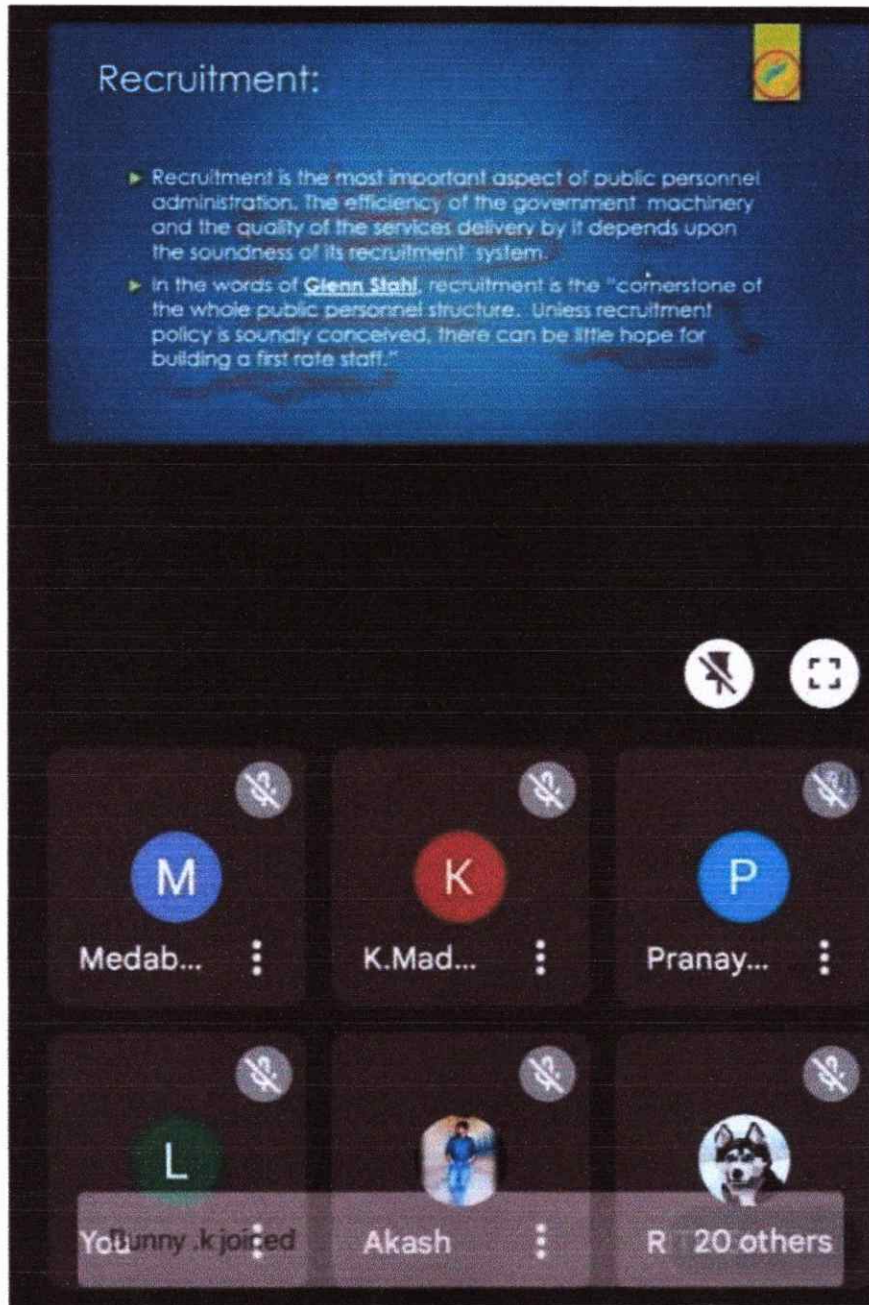 Recruitment:
Recruitment is the most important aspect of public personnel
administration. The efficiency of the government machinery
and the quality of the services delivery by it depends upon
the soundness of its recruitment system.
In the words of Glenn Stahl, recruitment is the "cornerstone of
the whole public personnel structure. Unless recruitment
policy is soundly conceived, there can be little hope for
building a first rate staff."
M
K
P
Medab...
K.Mad...
Pranay...
L
You
Bunny .k joined
Akash
R
20 others